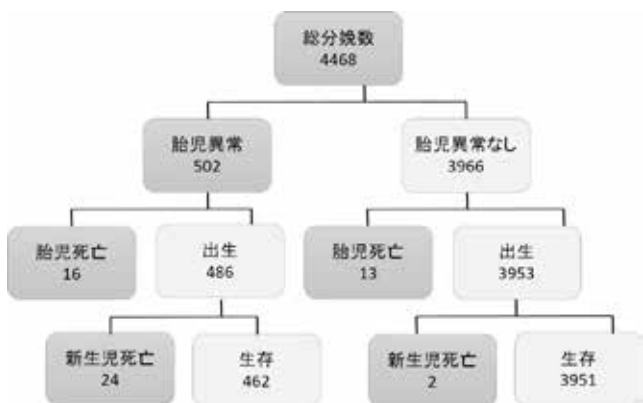 総分娩数
4468
胎児異常
502
胎児異常なし
3966
胎児死亡
16
出生
486
胎児死亡
13
出生
3953
新生児死亡
24
生存
462
新生児死亡
2
生存
3951